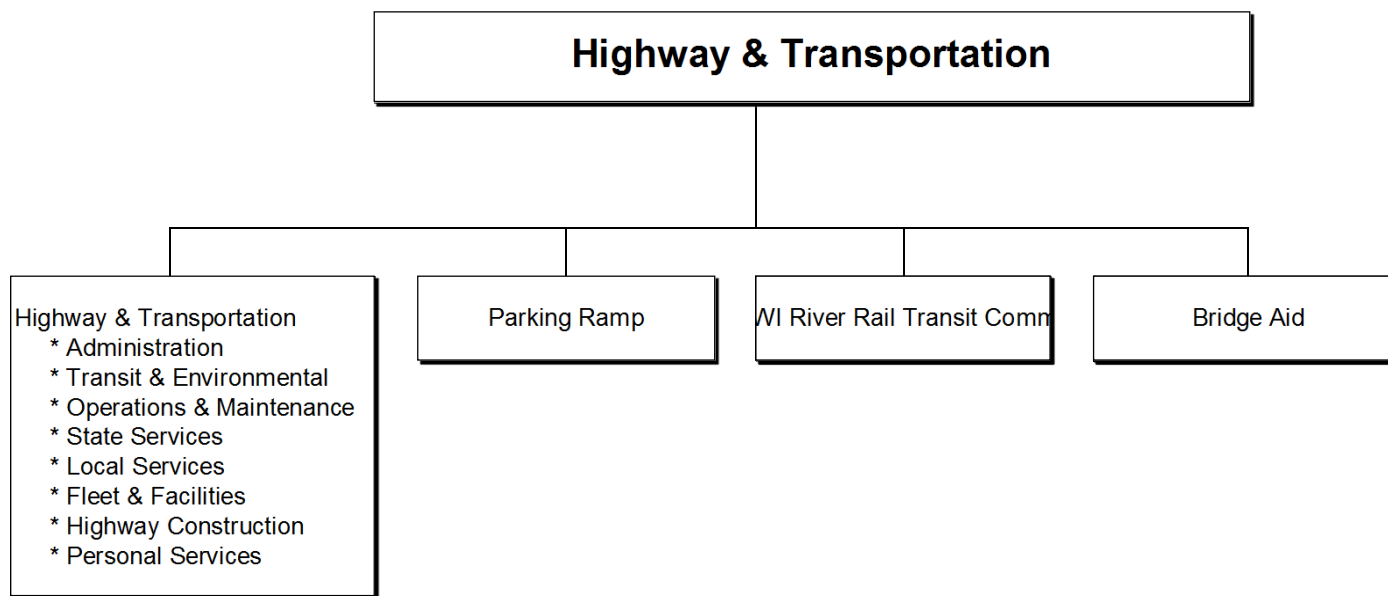 Highway & Transportation
Highway & Transportation
* Administration
* Transit & Environmental
* Operations & Maintenance
* State Services
* Local Services
* Fleet & Facilities
* Highway Construction
* Personal Services
Parking Ramp
WI River Rail Transit Comm
Bridge Aid